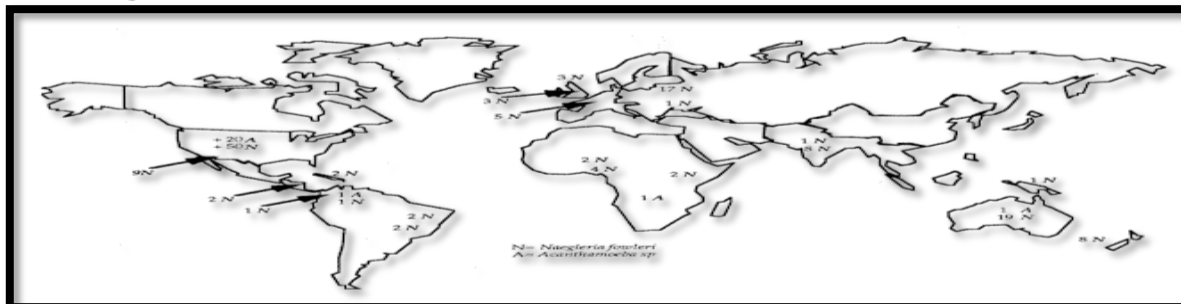 3 N
17 N
3 N
5 N
1 N
+ 20 A
+ 50 N
9N
2 N
2 N
1 A
1 N
1 N
2 N
2 N
2 N
4 N
2 N
1 A
1 N
8 N
1 N
1 A
19 N
8 N
N= Naegleria fowleri
A= Acanthamoeba sp